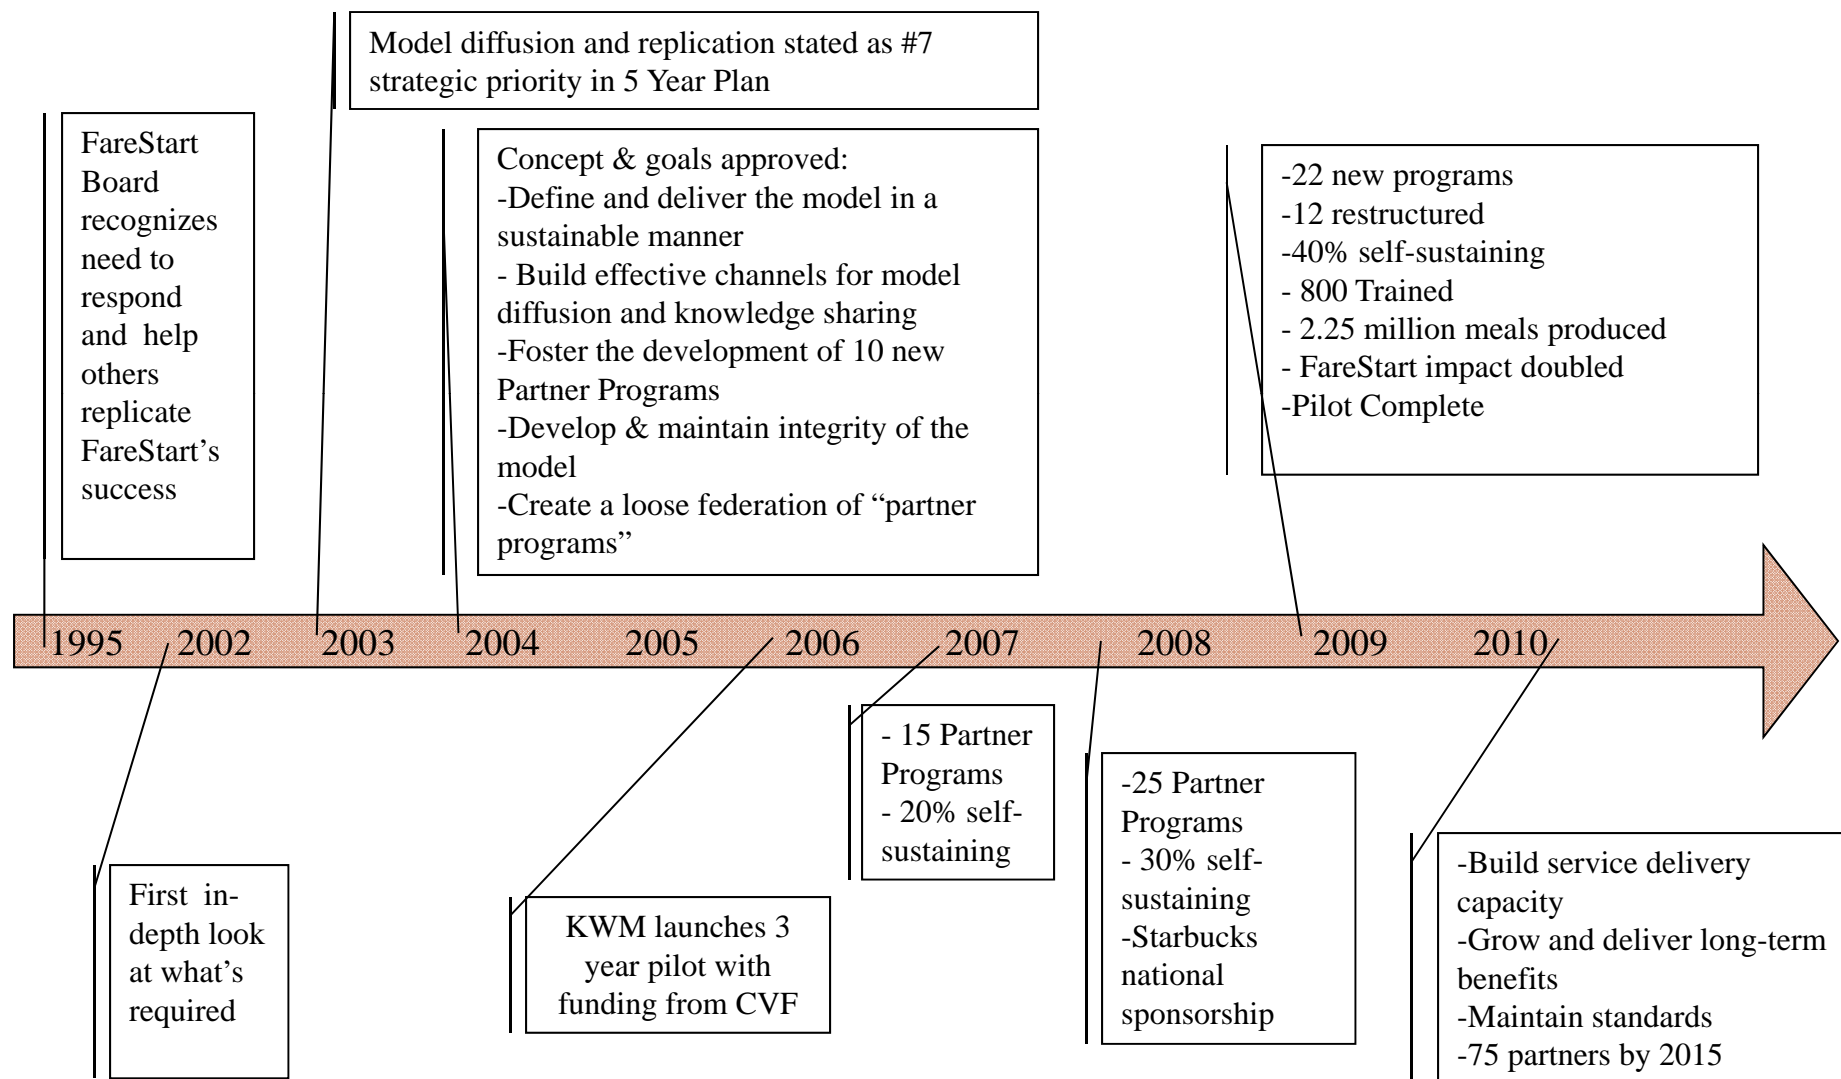 Model diffusion and replication stated as #7
strategic priority in 5 Year Plan
FareStart
Board
recognizes
need to
respond
and help
others
replicate
FareStart’s
success
Concept & goals approved:
-Define and deliver the model in a
sustainable manner
- Build effective channels for model
diffusion and knowledge sharing
-Foster the development of 10 new
Partner Programs
-Develop & maintain integrity of the
model
-Create a loose federation of “partner
programs”
-22 new programs
-12 restructured
-40% self-sustaining
- 800 Trained
- 2.25 million meals produced
- FareStart impact doubled
-Pilot Complete
1995 2002 2003 2004 2005 2006 2007 2008 2009 2010
First in-
depth look
at what’s
required
KWM launches 3
year pilot with
funding from CVF
- 15 Partner
Programs
- 20% self-
sustaining
-25 Partner
Programs
- 30% self-
sustaining
-Starbucks
national
sponsorship
-Build service delivery
capacity
-Grow and deliver long-term
benefits
-Maintain standards
-75 partners by 2015